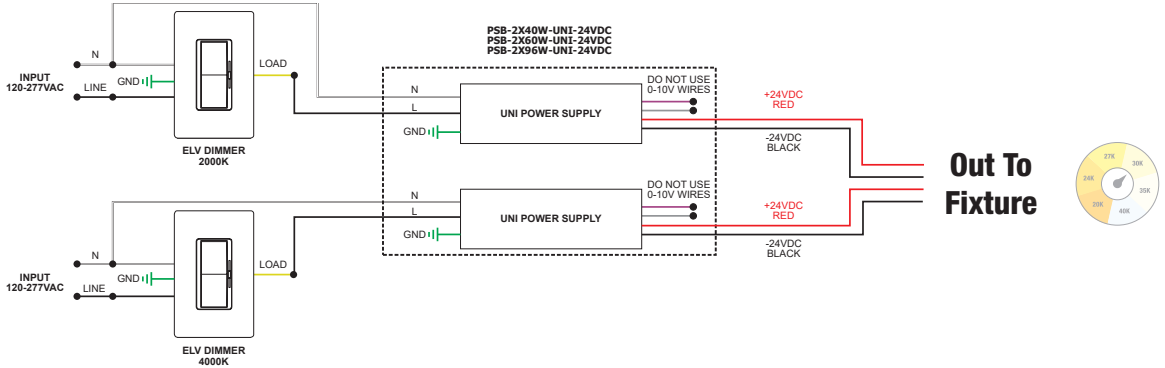 PSB-2X40W-UNI-24VDC
PSB-2X60W-UNI-24VDC
PSB-2X96W-UNI-24VDC
N
INPUT
120-277VAC
LINE
GND
LOAD
ELV DIMMER
2000K
N
L
GND
UNI POWER SUPPLY
DO NOT USE
0-10V WIRES
+24VDC
RED
-24VDC
BLACK
N
L
GND
UNI POWER SUPPLY
DO NOT USE
0-10V WIRES
+24VDC
RED
-24VDC
BLACK
Out To
Fixture
27K
30K
24K
35K
20K
40K
N
INPUT
120-277VAC
LINE
GND
LOAD
ELV DIMMER
4000K